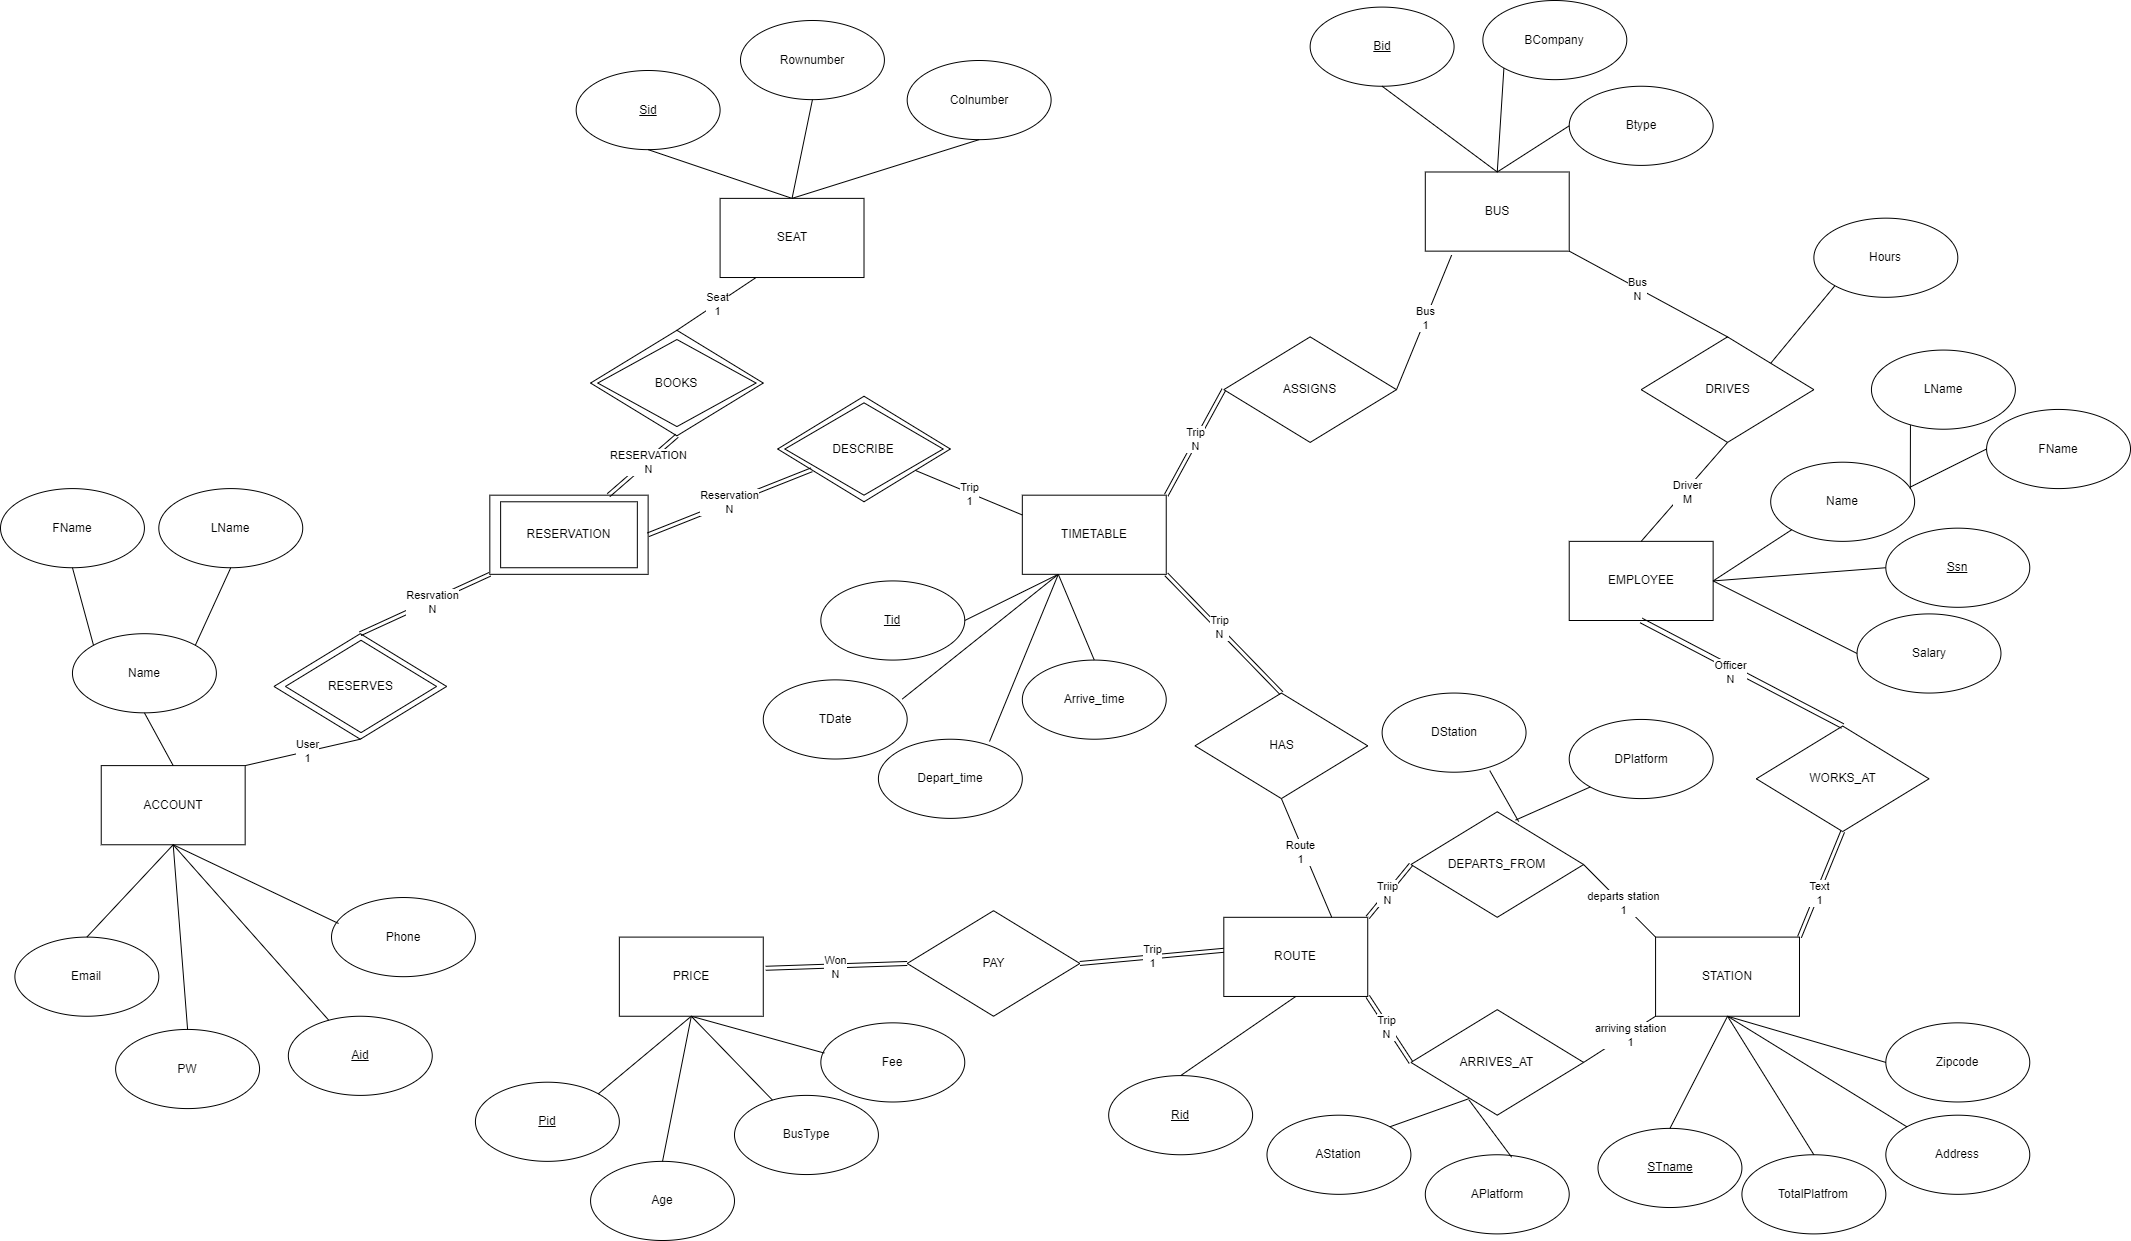 BCompany
Bid
Rownumber
Colnumber
Sid
Btype
BUS
SEAT
Hours
Bus
N
Seat
1
Bus
1
BOOKS
ASSIGNS
DRIVES
LName
Trip
N
DESCRIBE
FName
RESERVATION
N
Driver
M
Trip
1
Reservation
N
Name
FName
LName
RESERVATION
TIMETABLE
Ssn
EMPLOYEE
Resrvation
N
Tid
Trip
N
Salary
Officer
N
Name
RESERVES
Arrive_time
TDate
DStation
User
1
HAS
DPlatform
Depart_time
WORKS_AT
ACCOUNT
Route
1
DEPARTS_FROM
Triip
N
Text
1
departs station
1
Phone
Trip
1
ROUTE
Won
N
PAY
Email
PRICE
STATION
Trip
N
arriving station
1
Aid
PW
Fee
ARRIVES_AT
Zipcode
Rid
Pid
BusType
AStation
Address
STname
APlatform
TotalPlatfrom
Age